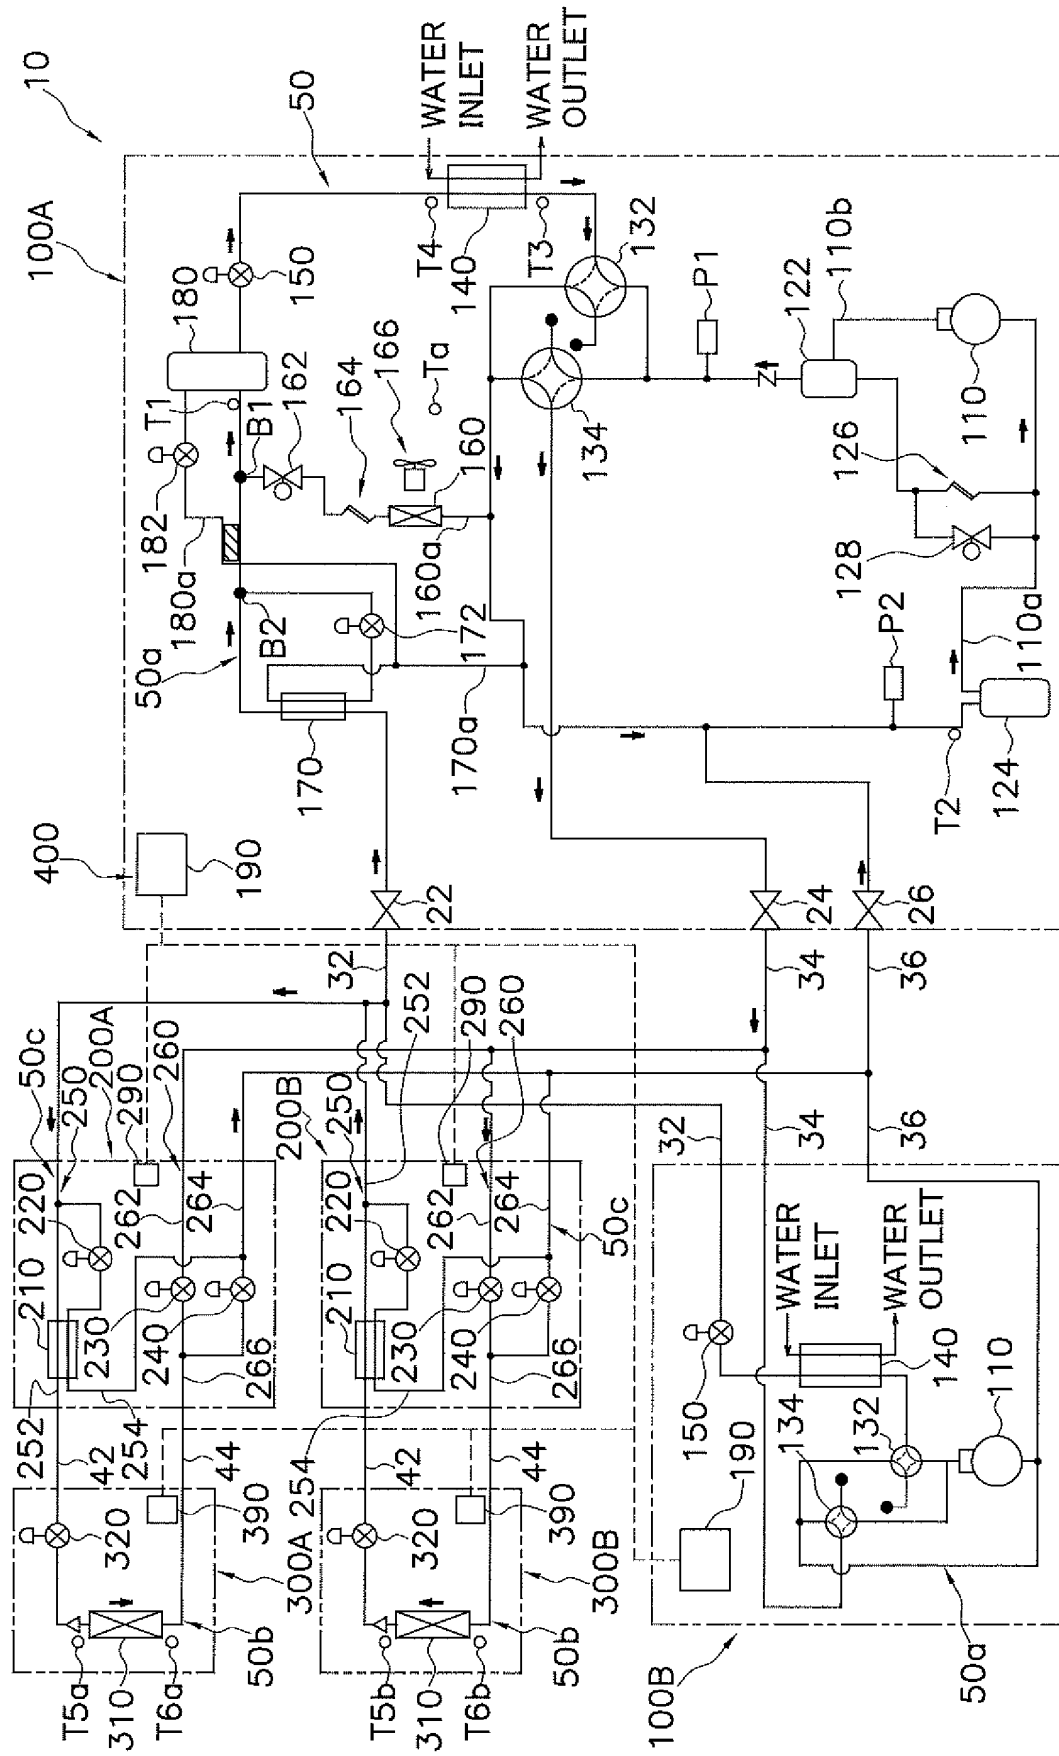 10
100A
50
WATER
INLET
WATER
OUTLET
T4
140
T3
132
180
150
T1
B1
162
164
166
Ta
160
160a
134
P1
122
110b
110
126
128
182
180a
50a
B2
172
170
170a
P2
110a
124
T2
400
190
22
24
26
32
34
36
252
290
260
50c
200A
250
290
260
200B
250
220
262
264
210
230
240
266
252
254
42
44
220
262
264
50c
210
230
240
266
254
42
44
32
34
36
WATER
INLET
WATER
OUTLET
150
140
134
132
110
190
320
390
300A
T5a
310
T6a
50b
320
390
300B
T5b
310
T6b
50b
100B
50a